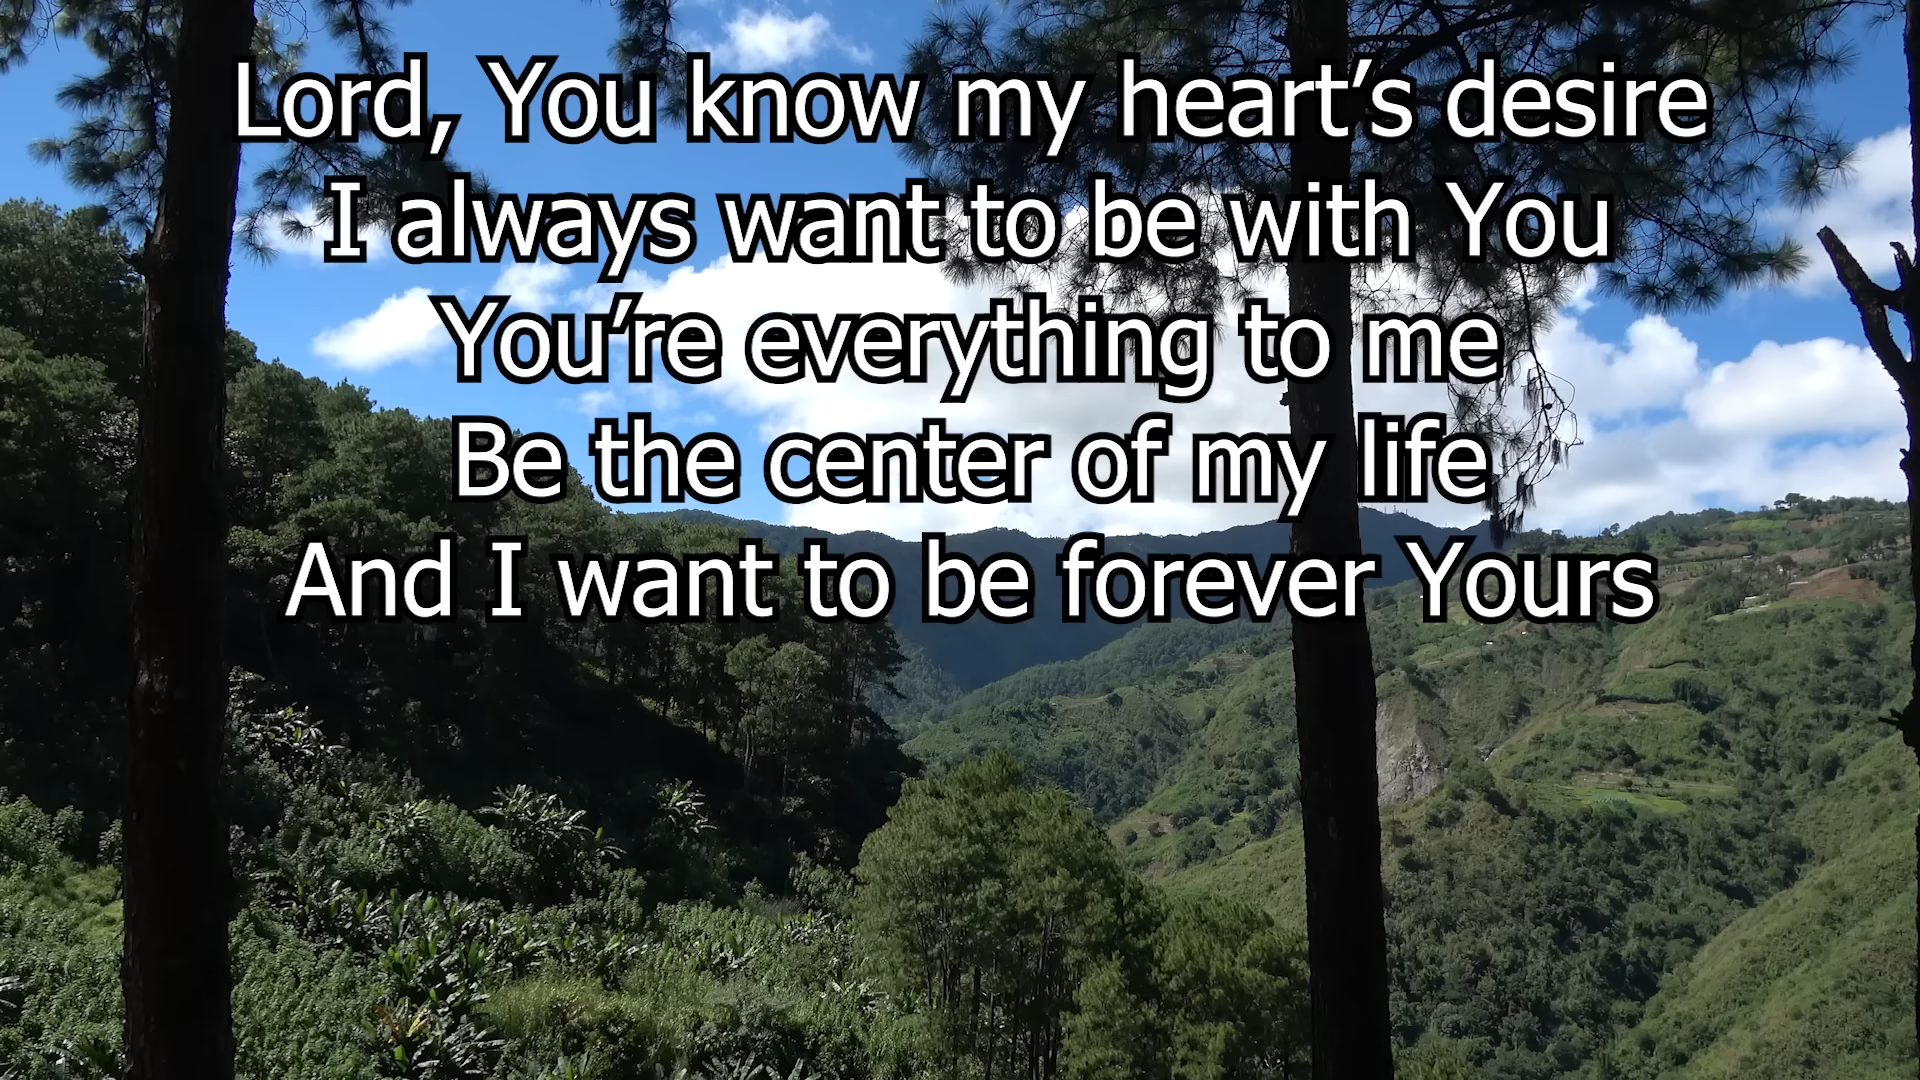 Lord, You know my heart’s desire
I always want to be with You
You’re everything to me
Be the center of my life
And I want to be forever Yours